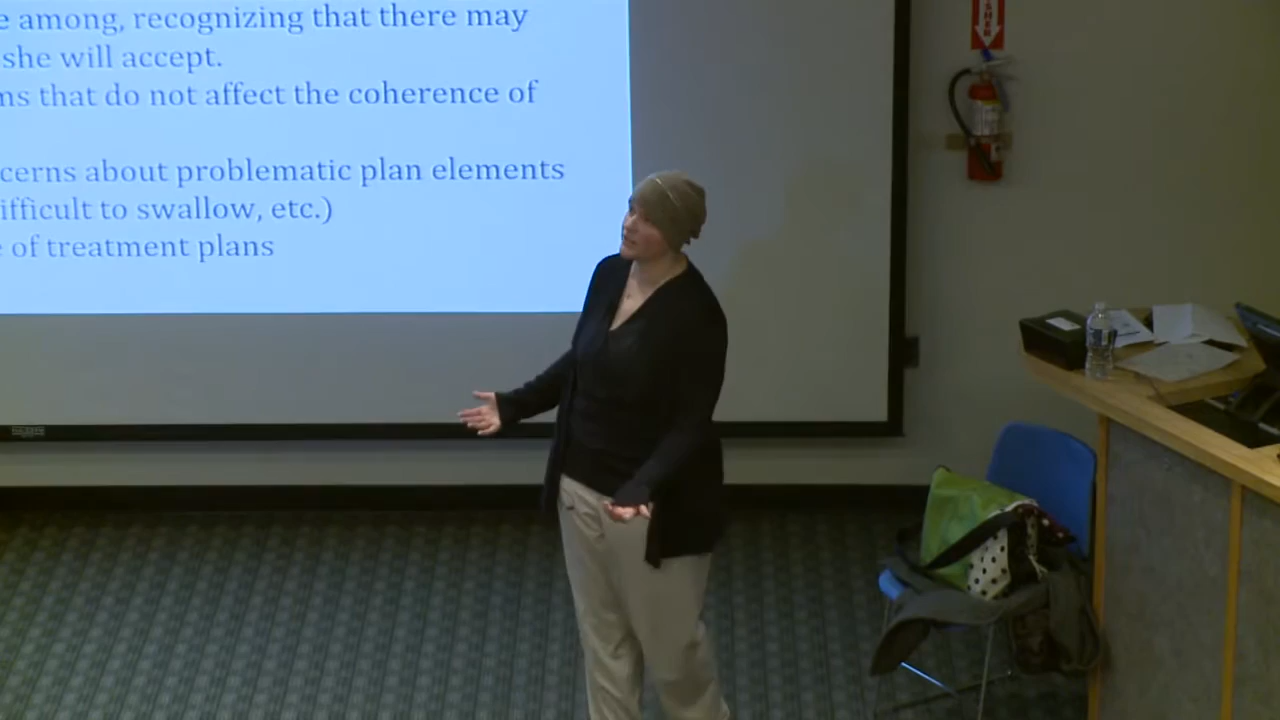 e among, recognizing that there may
she will accept.
ms that do not affect the coherence of
cerns about problematic plan elements
ifficult to swallow, etc.)
e of treatment plans